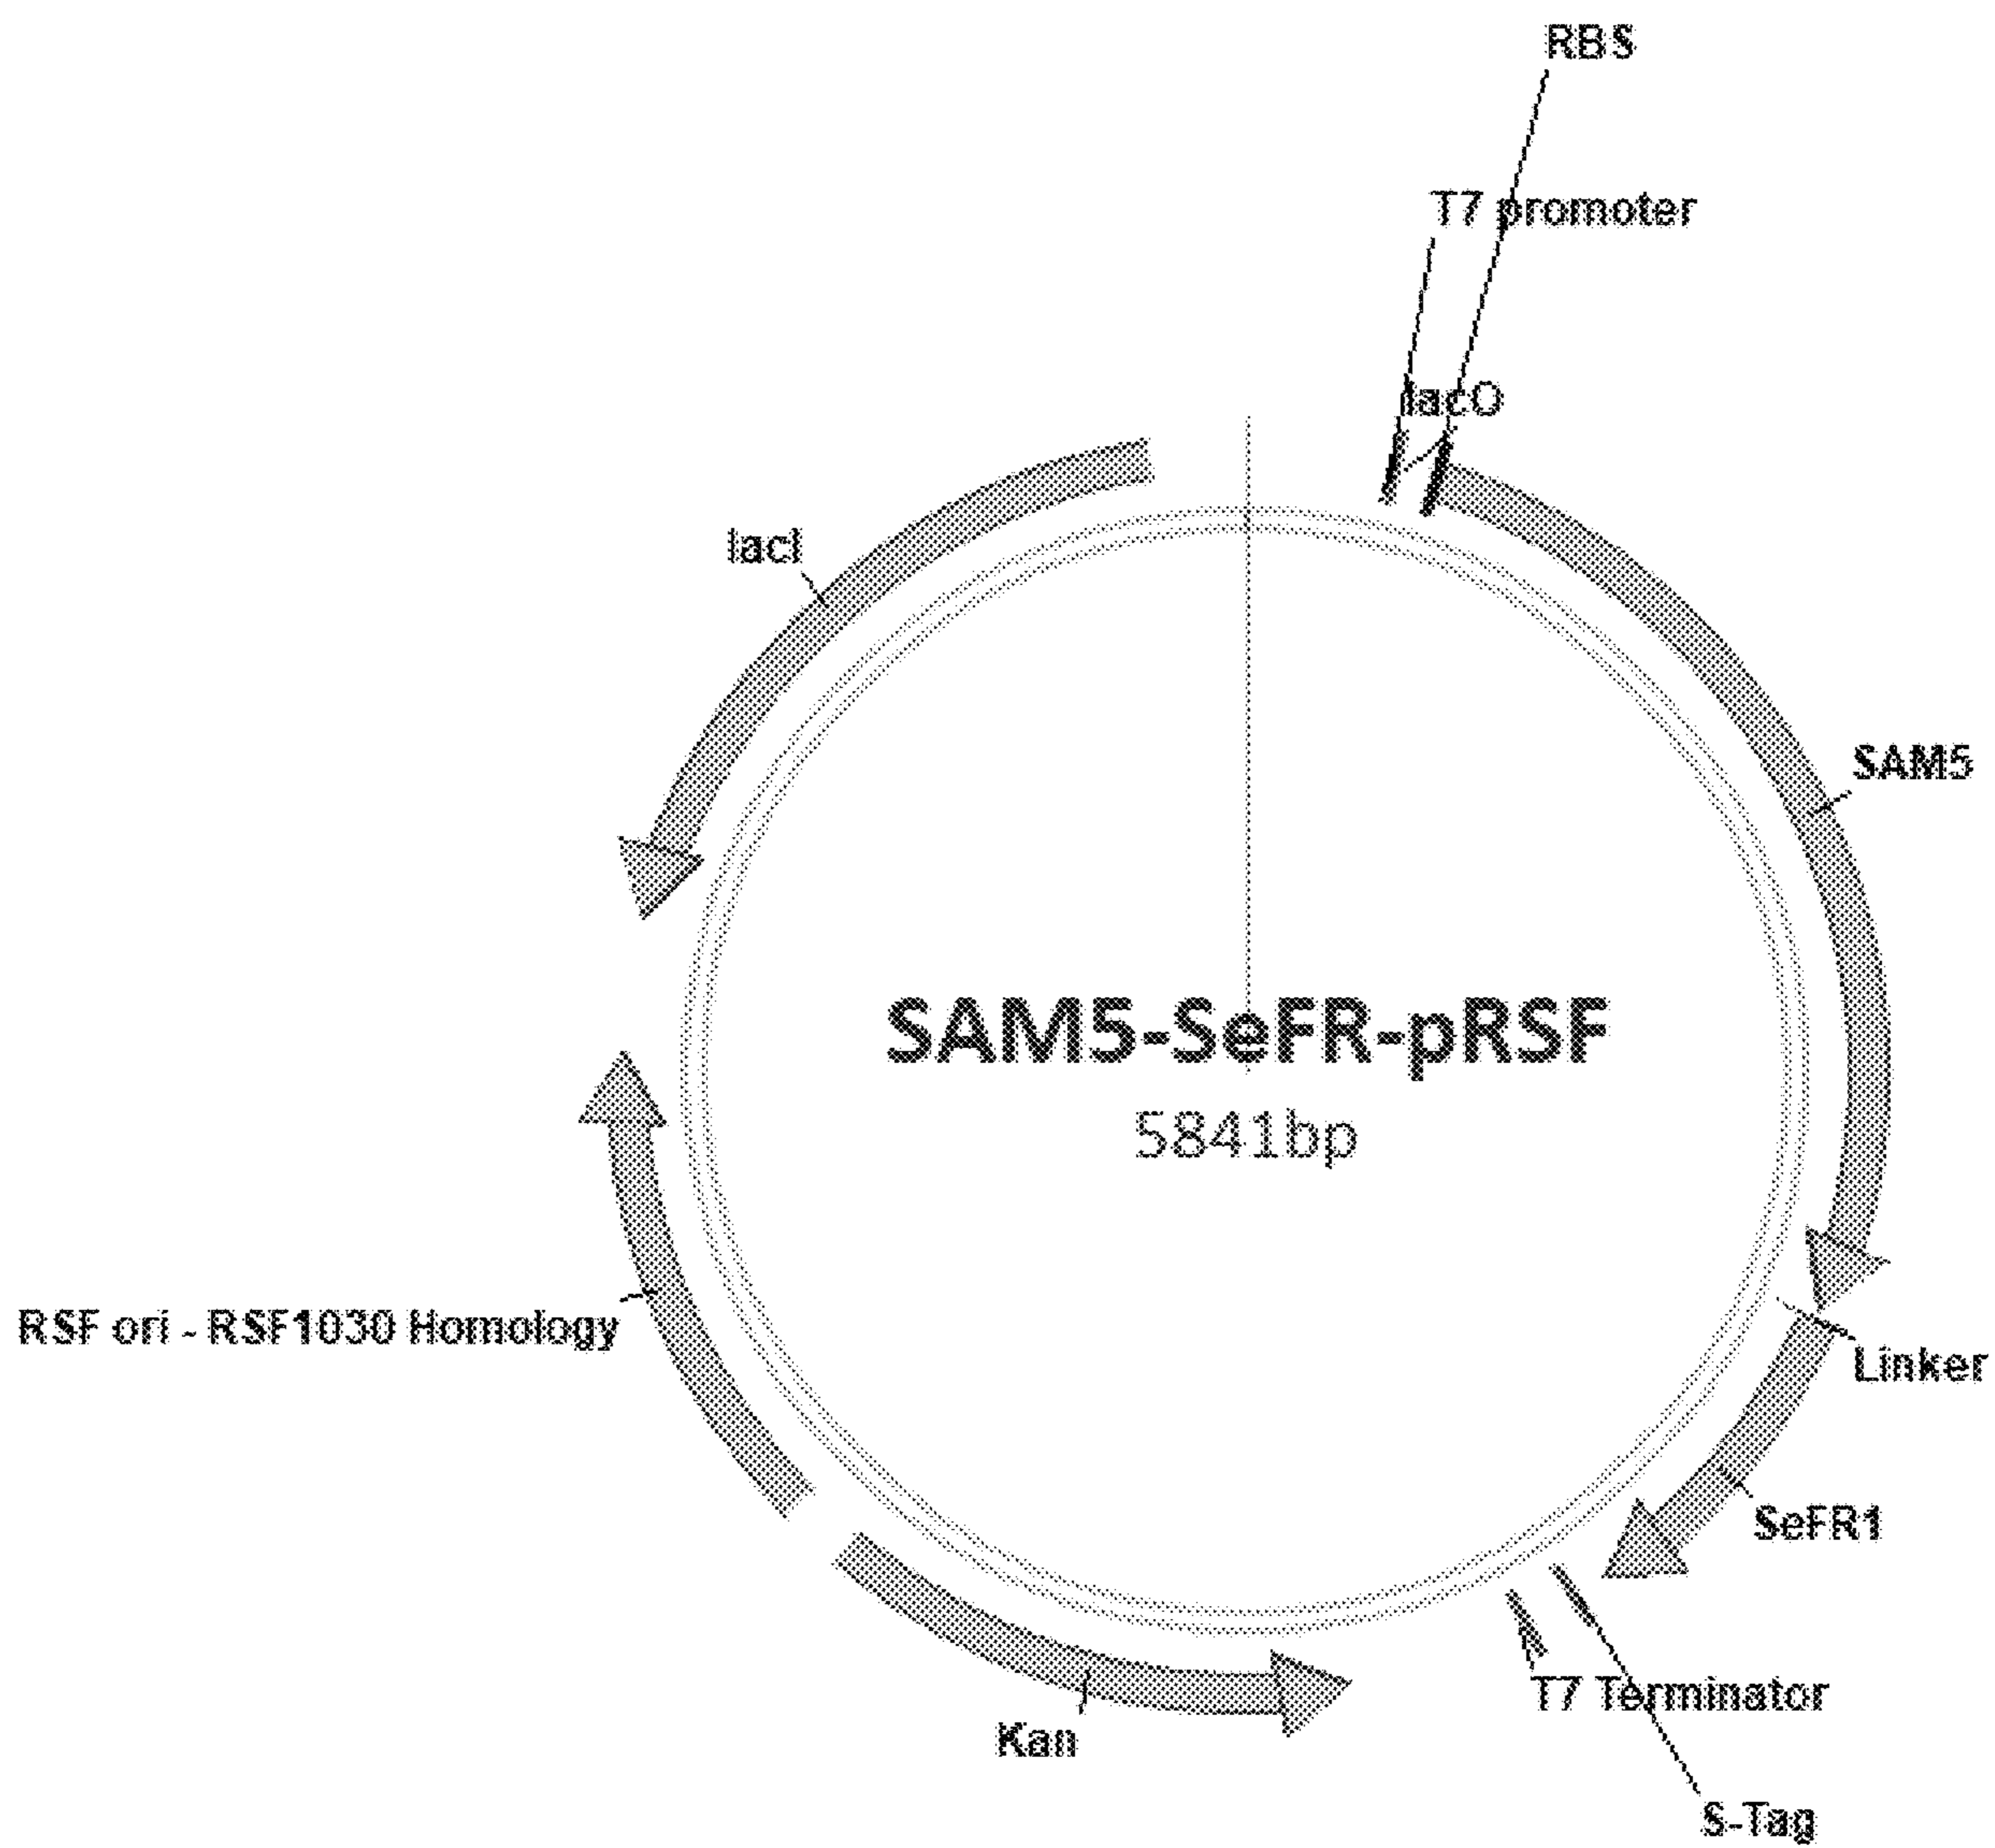 RBS
T7 promoter
lacO
lacI
SAM5
SAM5-SeFR-pRSF
5841bp
RSF ori - RSF1030 Homology
Linker
SeFR1
T7 Terminator
Kan
S-Tag